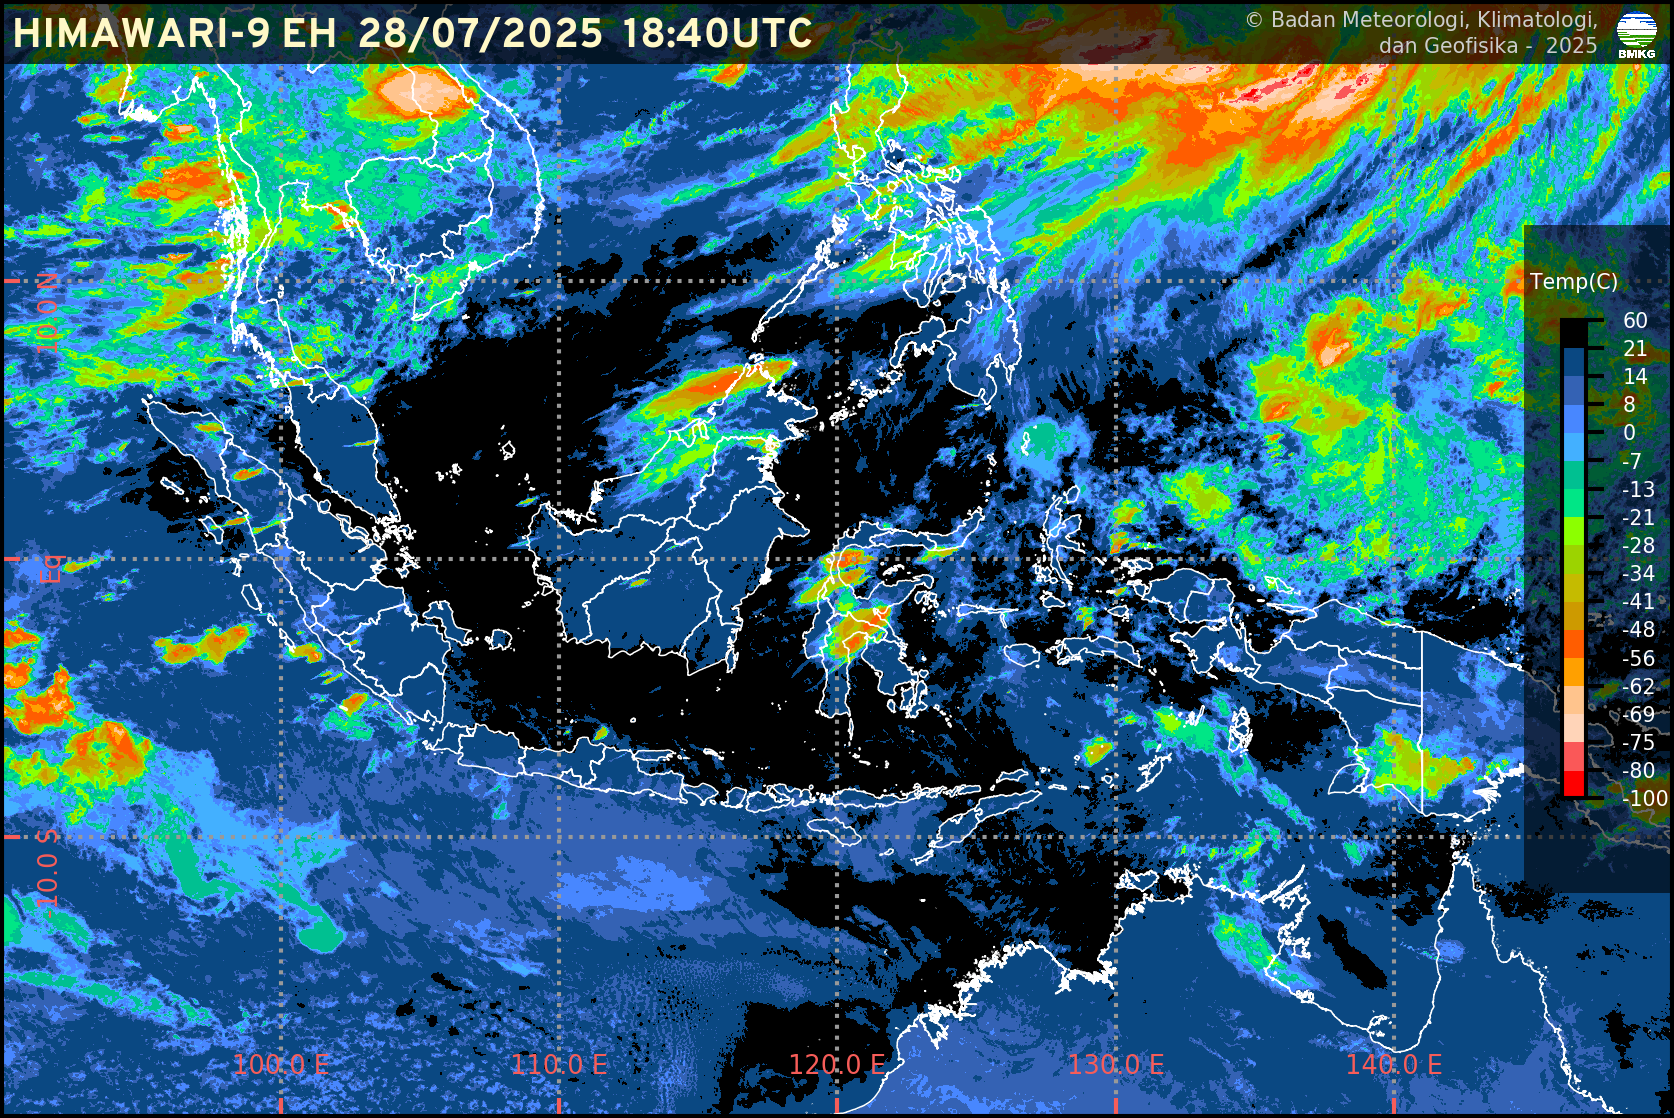 HIMAWARI-9 EH 28/07/2025 18:40UTC
© Badan Meteorologi, Klimatologi,
dan Geofisika - 2025
BMKG
Temp(C)
60
21
14
8
0
-7
-13
-21
-28
-34
-41
-48
-56
-62
-69
-75
-80
-100
10.0 N
Eq
-10.0 S
100.0 E
110.0 E
120.0 E
130.0 E
140.0 E